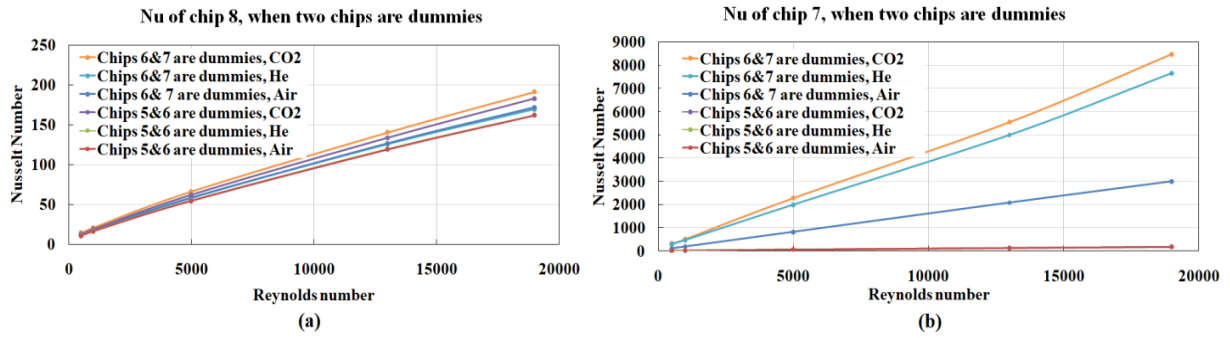 Nu of chip 8, when two chips are dummies
Nusselt Number
250
200
150
100
50
0
Chips 6&7 are dummies, CO2
Chips 6&7 are dummies, He
Chips 6& 7 are dummies, Air
Chips 5&6 are dummies, CO2
Chips 5&6 are dummies, He
Chips 5&6 are dummies, Air
0 5000 10000 15000 20000
Reynolds number
(a)
Nu of chip 7, when two chips are dummies
Nusselt Number
9000
8000
7000
6000
5000
4000
3000
2000
1000
0
Chips 6&7 are dummies, CO2
Chips 6&7 are dummies, He
Chips 6& 7 are dummies, Air
Chips 5&6 are dummies, CO2
Chips 5&6 are dummies, He
Chips 5&6 are dummies, Air
0 5000 10000 15000 20000
Reynolds number
(b)